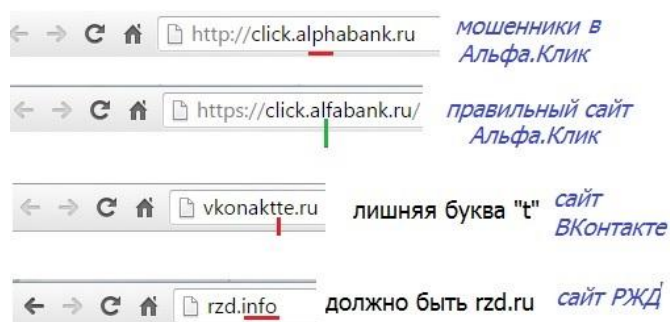 http://click.alphabank.ru мошенники в
Альфа.Клик
https://click.alfabank.ru/ правильный сайт
Альфа.Клик
vkonaktte.ru лишняя буква "t" сайт
ВКонтакте
rzd.info должно быть rzd.ru сайт РЖД